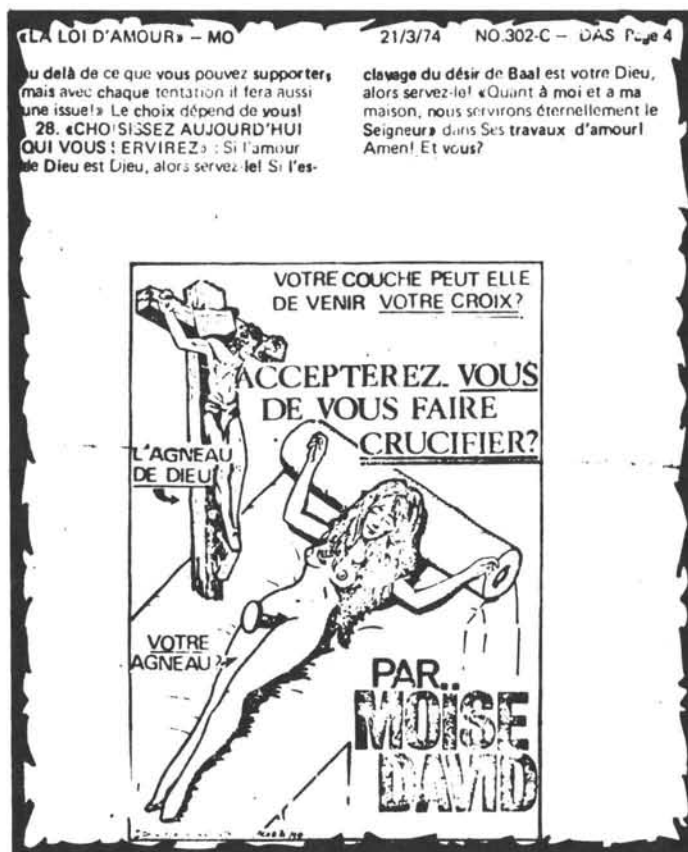 «LA LOI D'AMOUR» – MO 21/3/74 NO.302-C – DAS Page 4
au delà de ce que vous pouvez supporter,
mais avec chaque tentation il fera aussi
une issue!» Le choix dépend de vous!
28. «CHOISISSEZ AUJOURD'HUI
QUI VOUS SERVIREZ» : Si l'amour
de Dieu est Dieu, alors servez-le! Si l'es-
clavage du désir de Baal est votre Dieu,
alors servez-le! «Quant à moi et a ma
maison, nous servirons éternellement le
Seigneur» dans Ses travaux d'amour!
Amen! Et vous?
VOTRE COUCHE PEUT ELLE
DE VENIR VOTRE CROIX?
ACCEPTEREZ. VOUS
DE VOUS FAIRE
CRUCIFIER?
L'AGNEAU
DE DIEU
VOTRE
AGNEAU?
PAR..
MOÏSE
DAVID